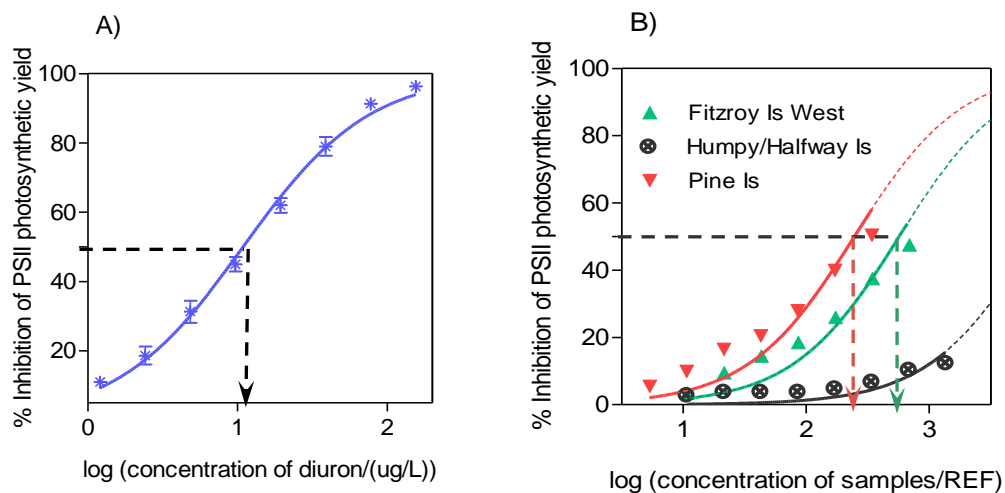 A)
% Inhibition of PSII photosynthetic yield
100
80
60
40
20
0
1
2
log (concentration of diuron/(ug/L))
B)
% Inhibition of PSII photosynthetic yield
100
80
60
40
20
0
Fitzroy Is West
Humpy/Halfway Is
Pine Is
1
2
3
log (concentration of samples/REF)